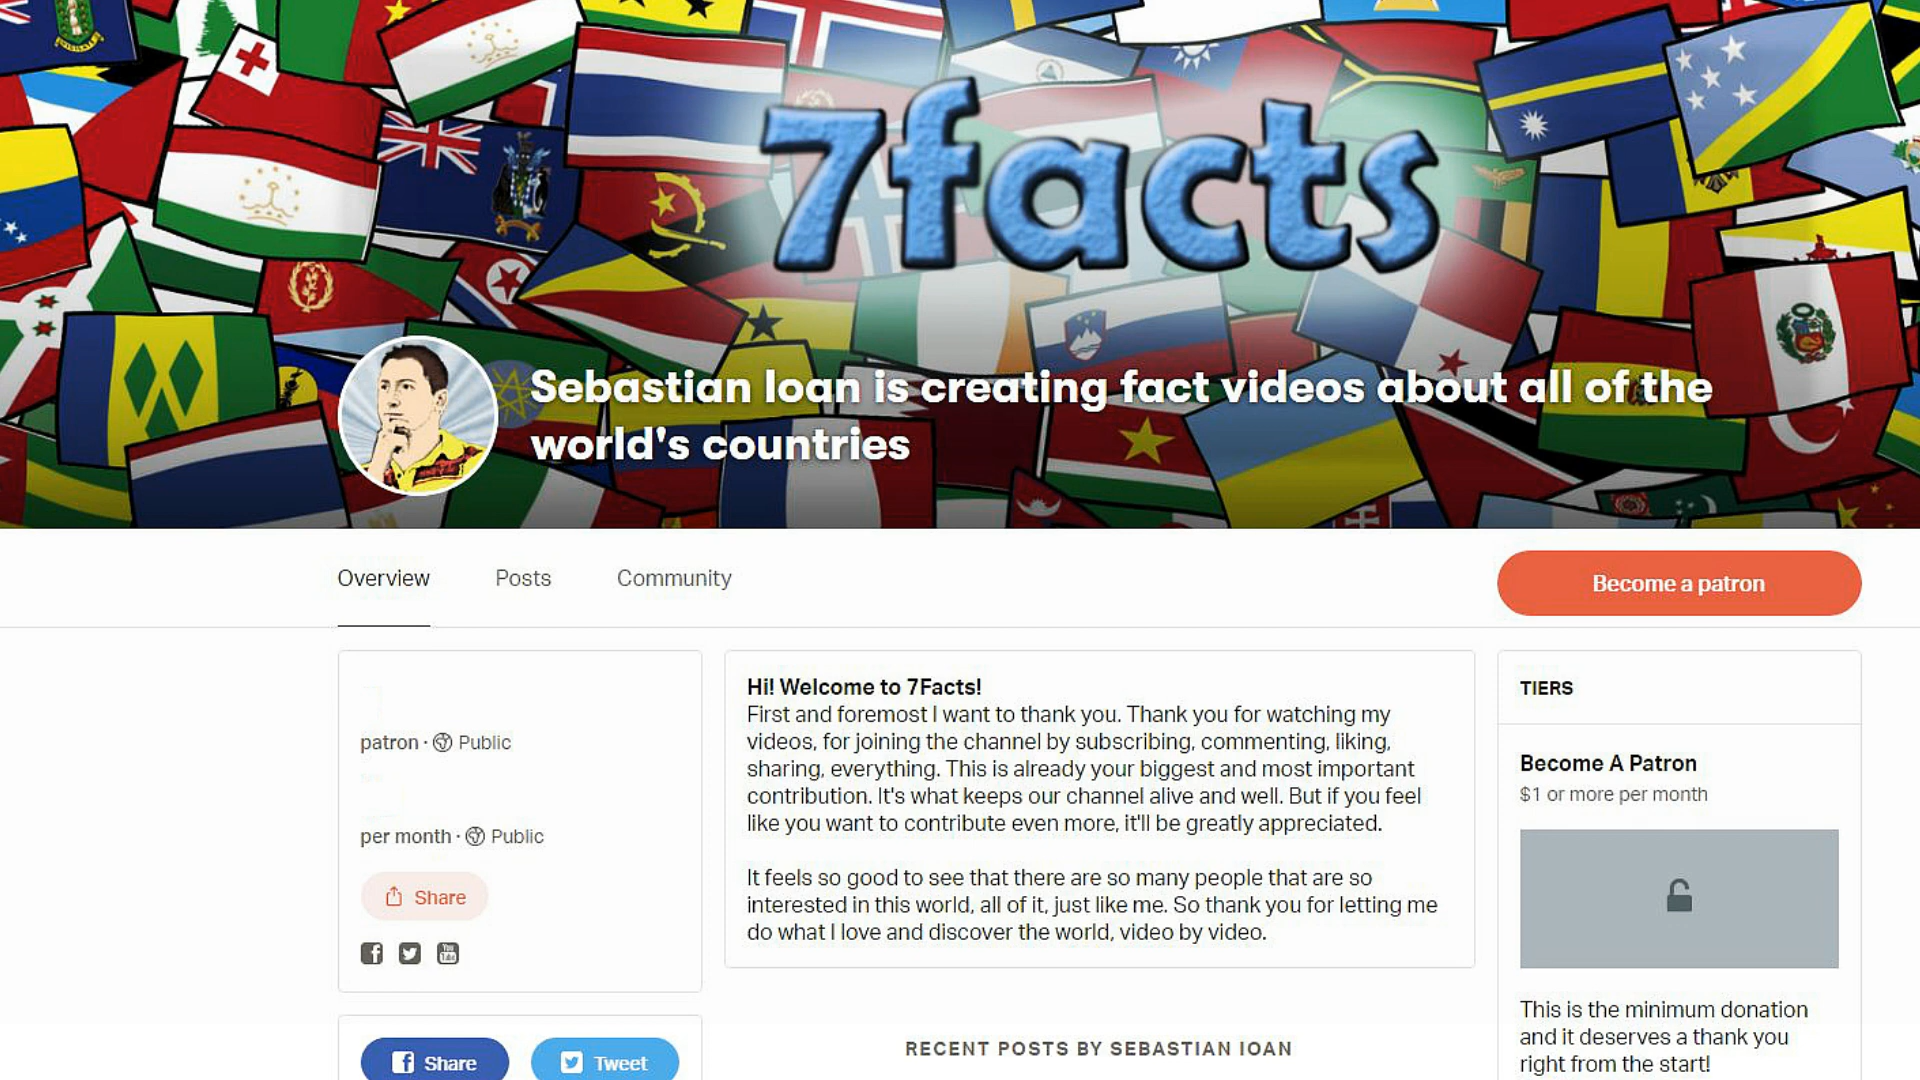 7facts
Sebastian Ioan is creating fact videos about all of the
world's countries
Overview
Posts
Community
Become a patron
patron · Public
per month · Public
Share
Share
Tweet
Hi! Welcome to 7Facts!
First and foremost I want to thank you. Thank you for watching my
videos, for joining the channel by subscribing, commenting, liking,
sharing, everything. This is already your biggest and most important
contribution. It's what keeps our channel alive and well. But if you feel
like you want to contribute even more, it'll be greatly appreciated.
It feels so good to see that there are so many people that are so
interested in this world, all of it, just like me. So thank you for letting me
do what I love and discover the world, video by video.
RECENT POSTS BY SEBASTIAN IOAN
TIERS
Become A Patron
$1 or more per month
This is the minimum donation
and it deserves a thank you
right from the start!